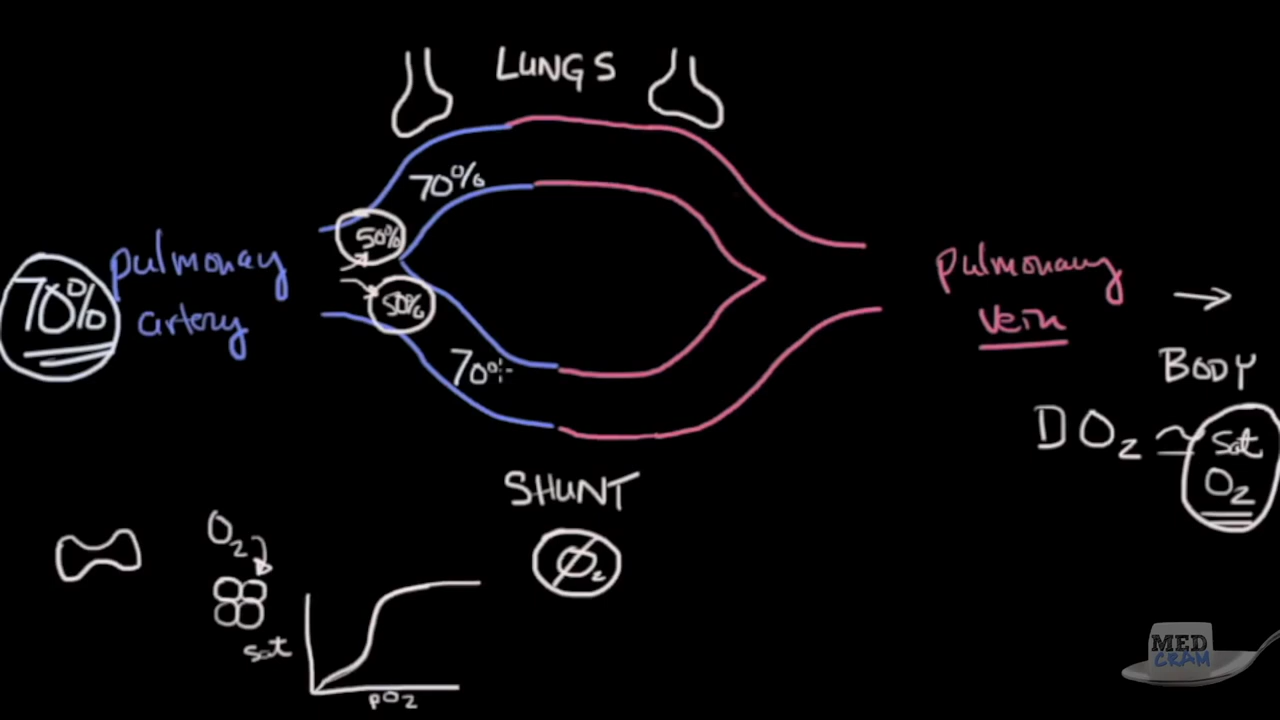 LUNGS
70%
50%
pulmonay
artery
70%
50%
70%
pulmonary
vein
BODY
DO2 ≃ Sat
O2
SHUNT
O2
O2
sat
pO2
MED
CRAM